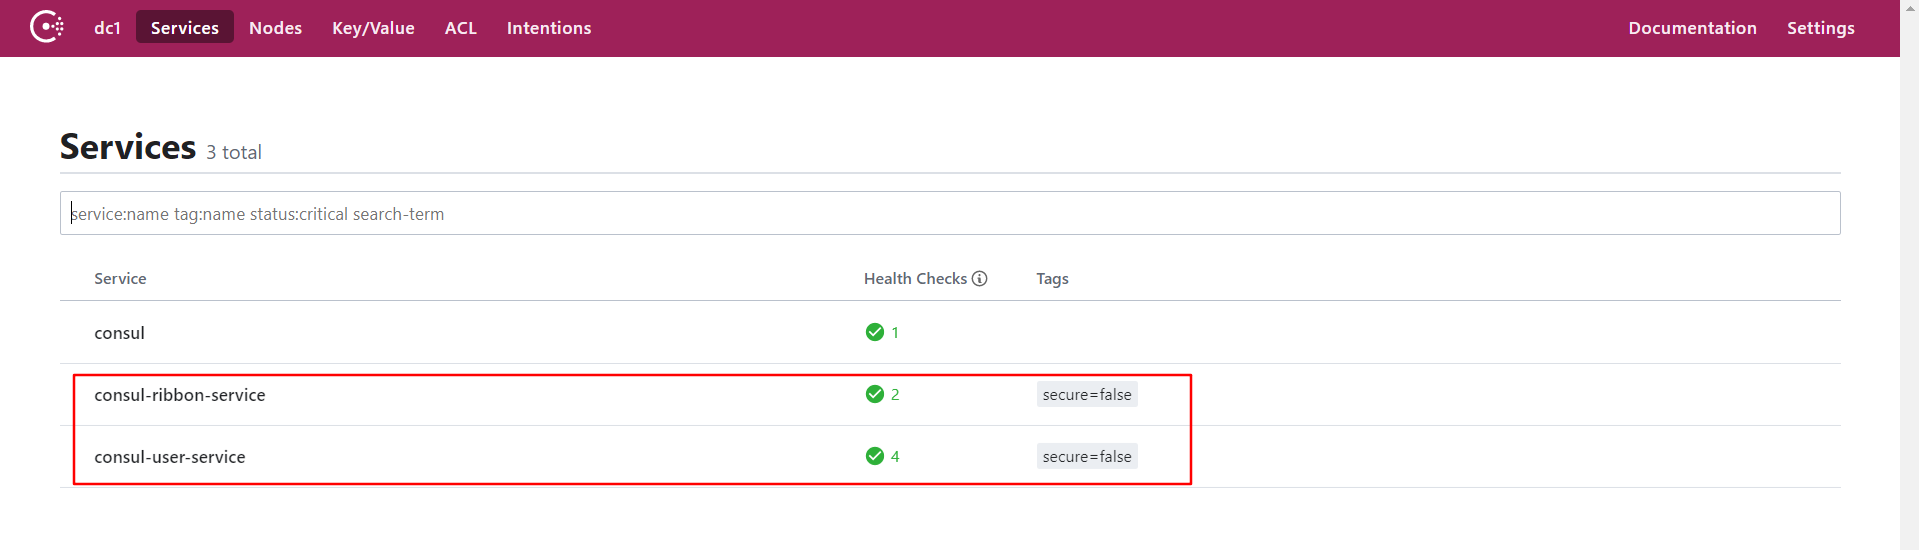 dc1 Services Nodes Key/Value ACL Intentions Documentation Settings
Services 3 total
service:name tag:name status:critical search-term
Service Health Checks Tags
consul 1
consul-ribbon-service 2 secure=false
consul-user-service 4 secure=false